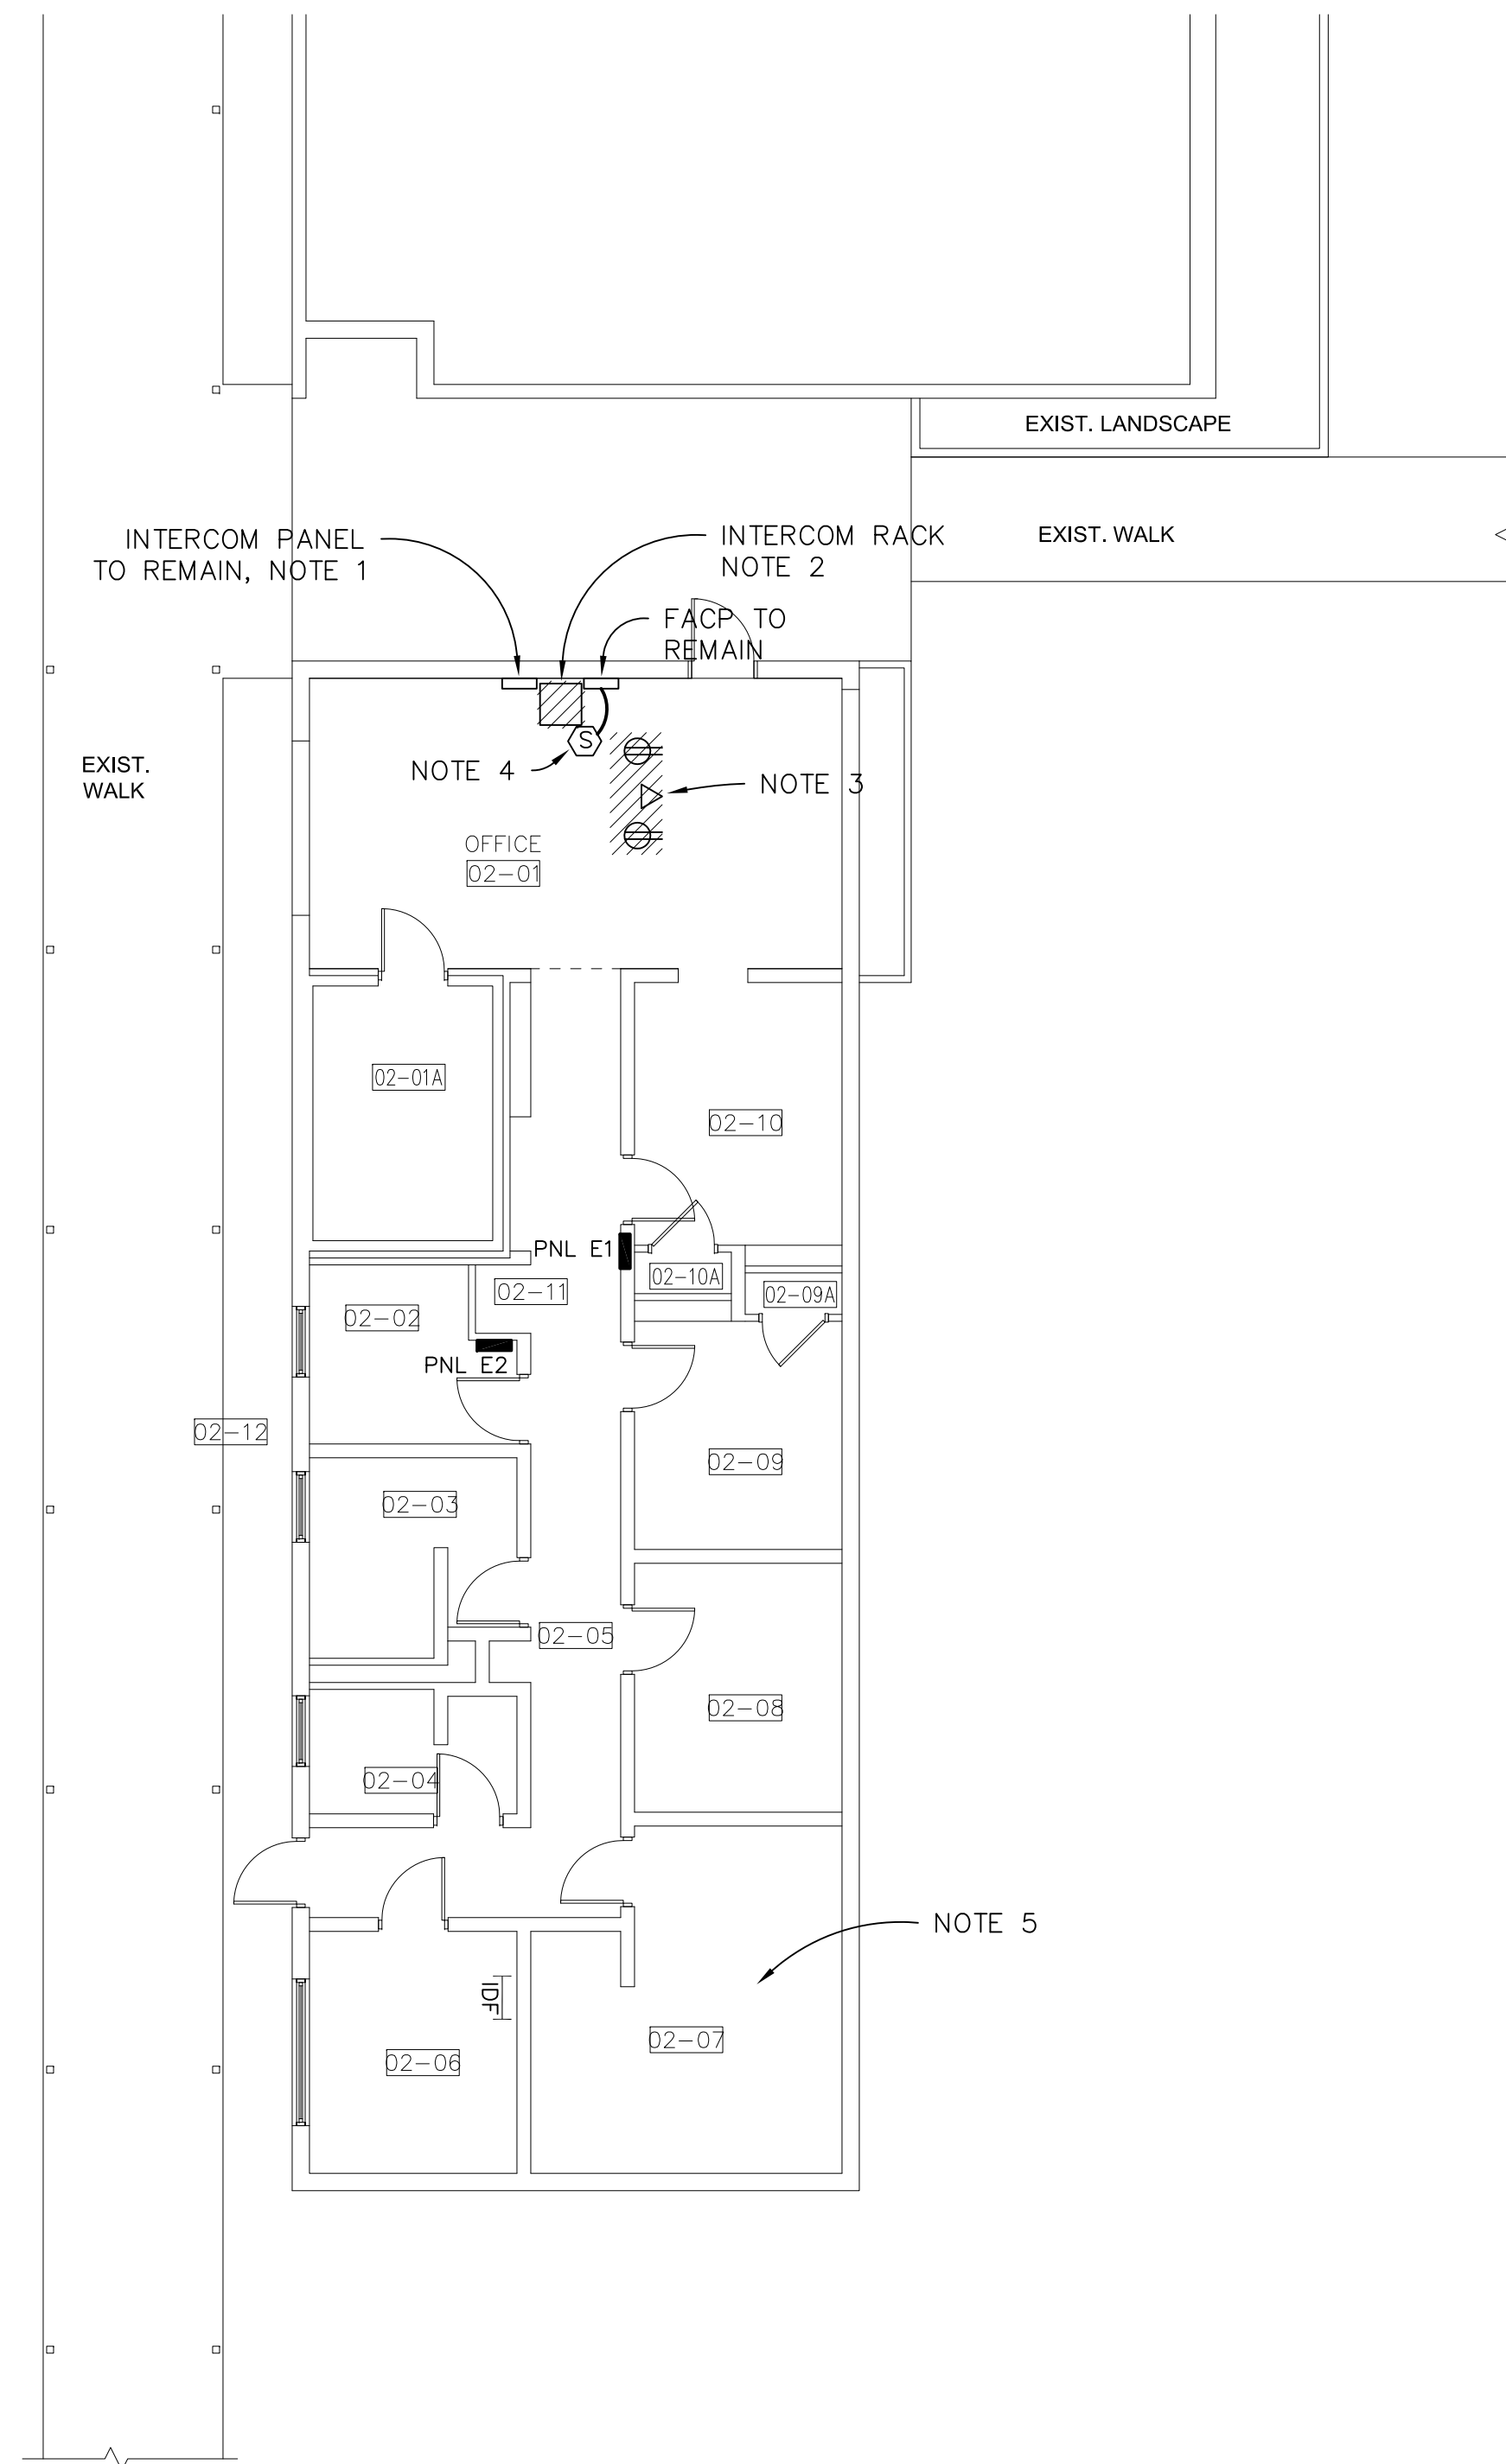 EXIST. LANDSCAPE
INTERCOM PANEL
TO REMAIN, NOTE 1
INTERCOM RACK
NOTE 2
EXIST. WALK
FACP TO
REMAIN
EXIST.
WALK
NOTE 4
S
NOTE 3
OFFICE
02-01
02-01A
02-10
PNL E1
02-11
02-10A
02-09A
02-02
PNL E2
02-12
02-09
02-03
02-05
02-08
02-04
NOTE 5
IDF
02-07
02-06